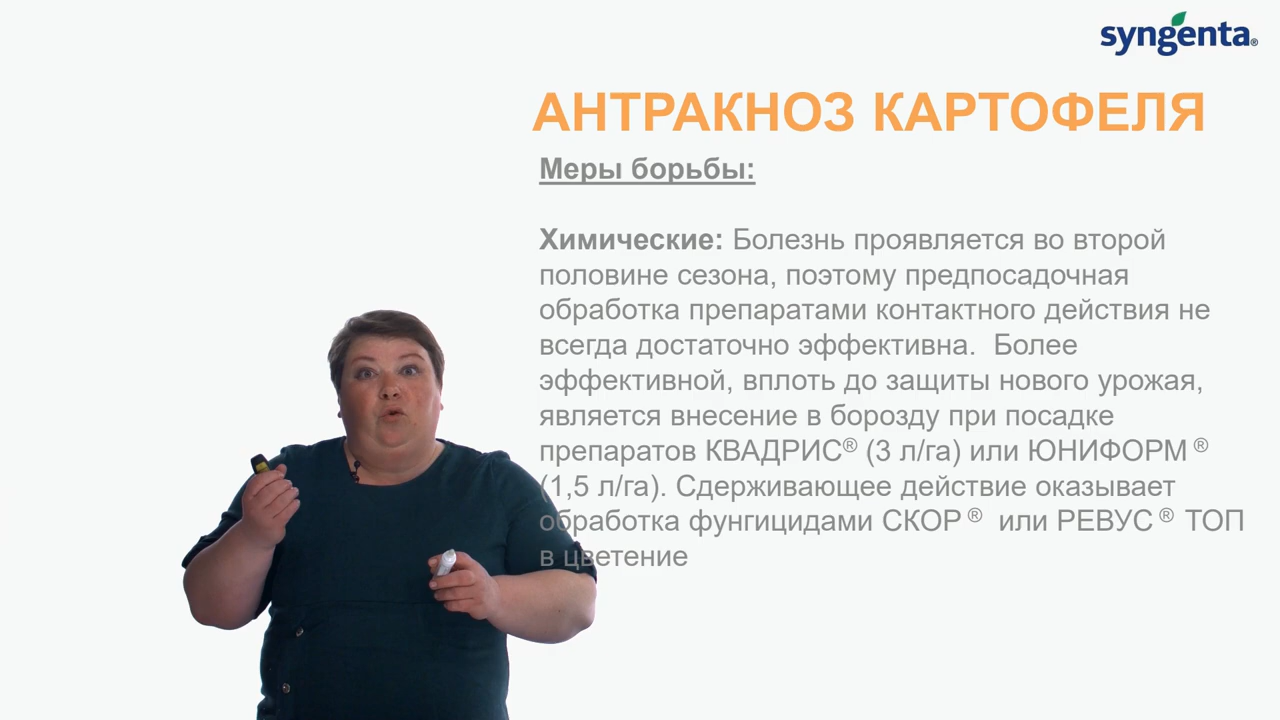 syngenta®
АНТРАКНОЗ КАРТОФЕЛЯ
Меры борьбы:
Химические: Болезнь проявляется во второй
половине сезона, поэтому предпосадочная
обработка препаратами контактного действия не
всегда достаточно эффективна.  Более
эффективной, вплоть до защиты нового урожая,
является внесение в борозду при посадке
препаратов КВАДРИС® (3 л/га) или ЮНИФОРМ ®
(1,5 л/га). Сдерживающее действие оказывает
обработка фунгицидами СКОР ®  или РЕВУС ® ТОП
в цветение